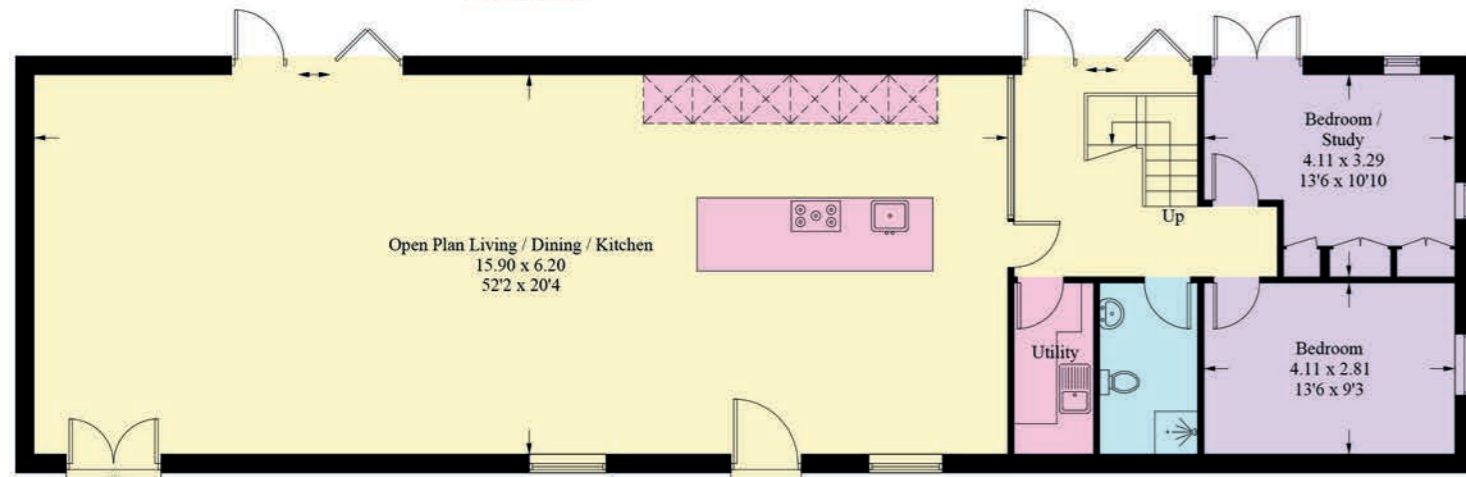 Open Plan Living / Dining / Kitchen
15.90 x 6.20
52'2 x 20'4
Up
Utility
Bedroom /
Study
4.11 x 3.29
13'6 x 10'10
Bedroom
4.11 x 2.81
13'6 x 9'3